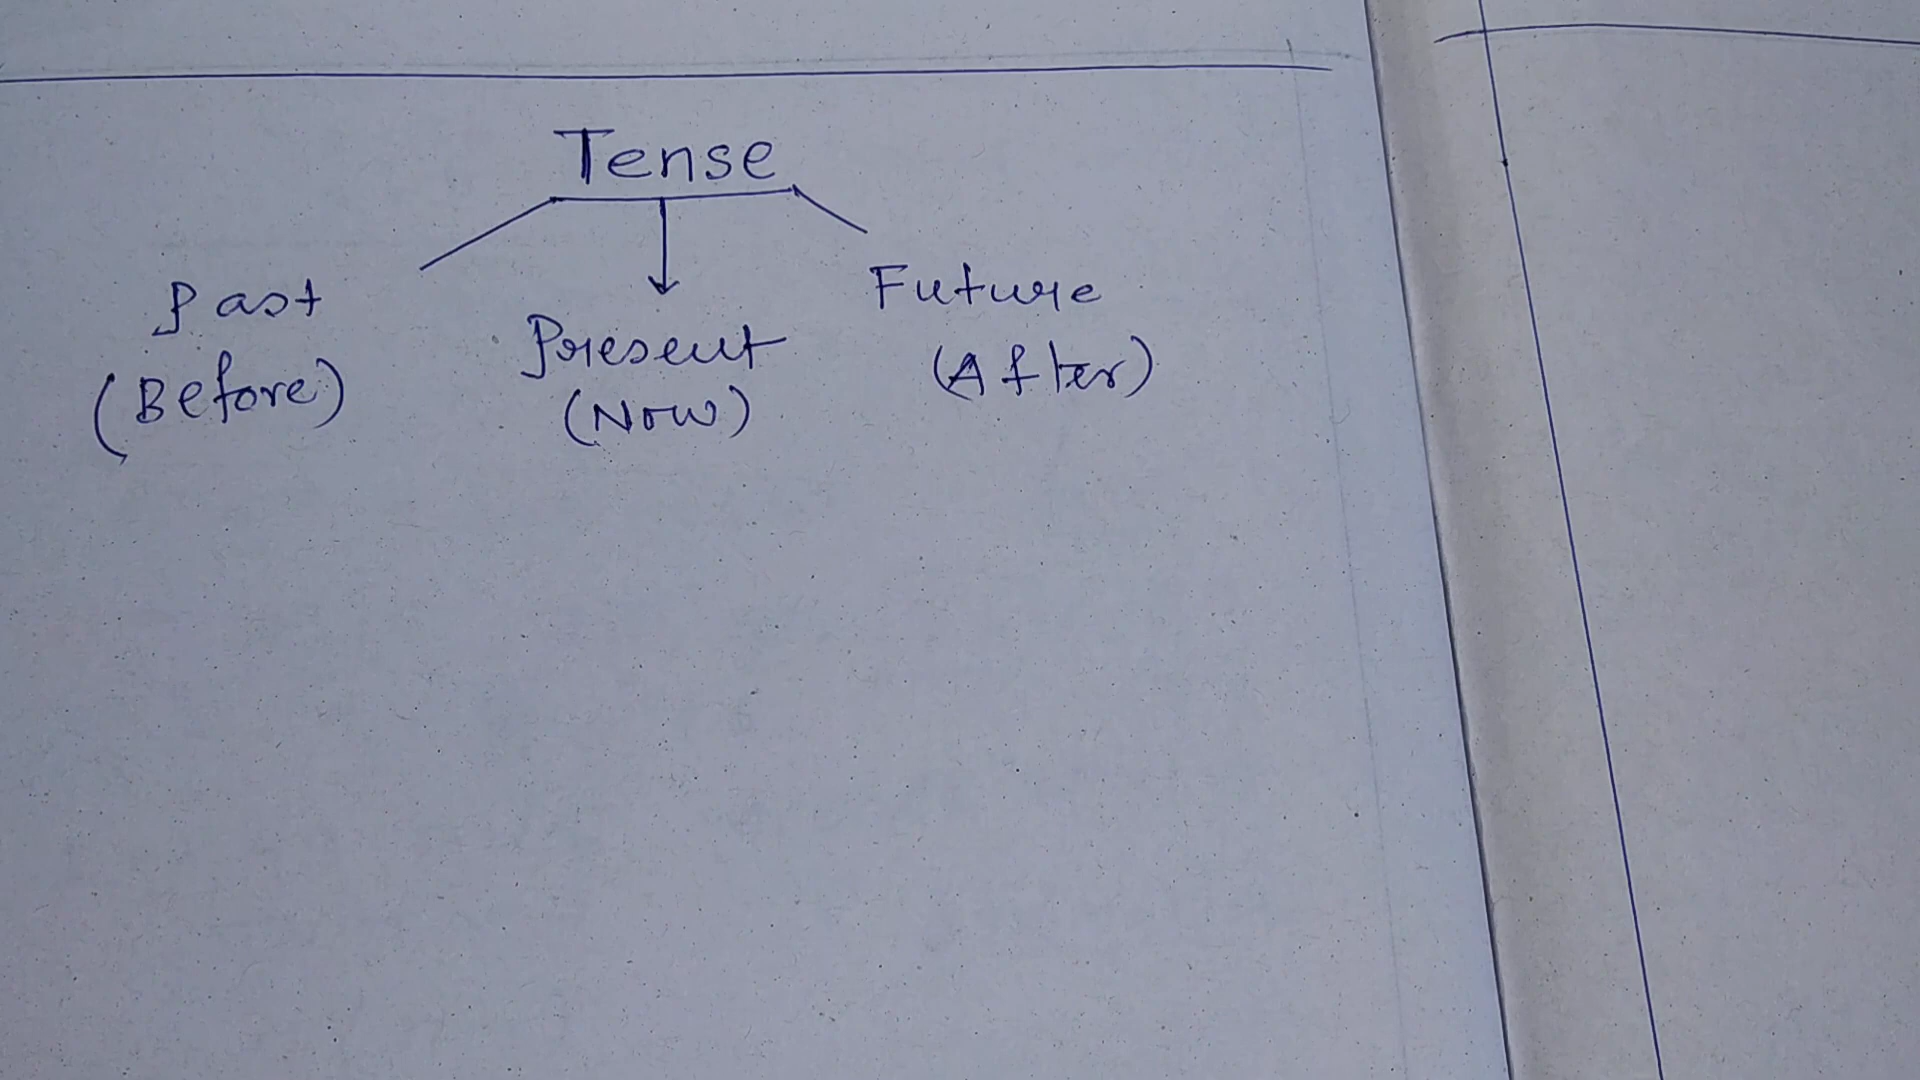 Tense
Past
(Before)
Present
(Now)
Future
(After)